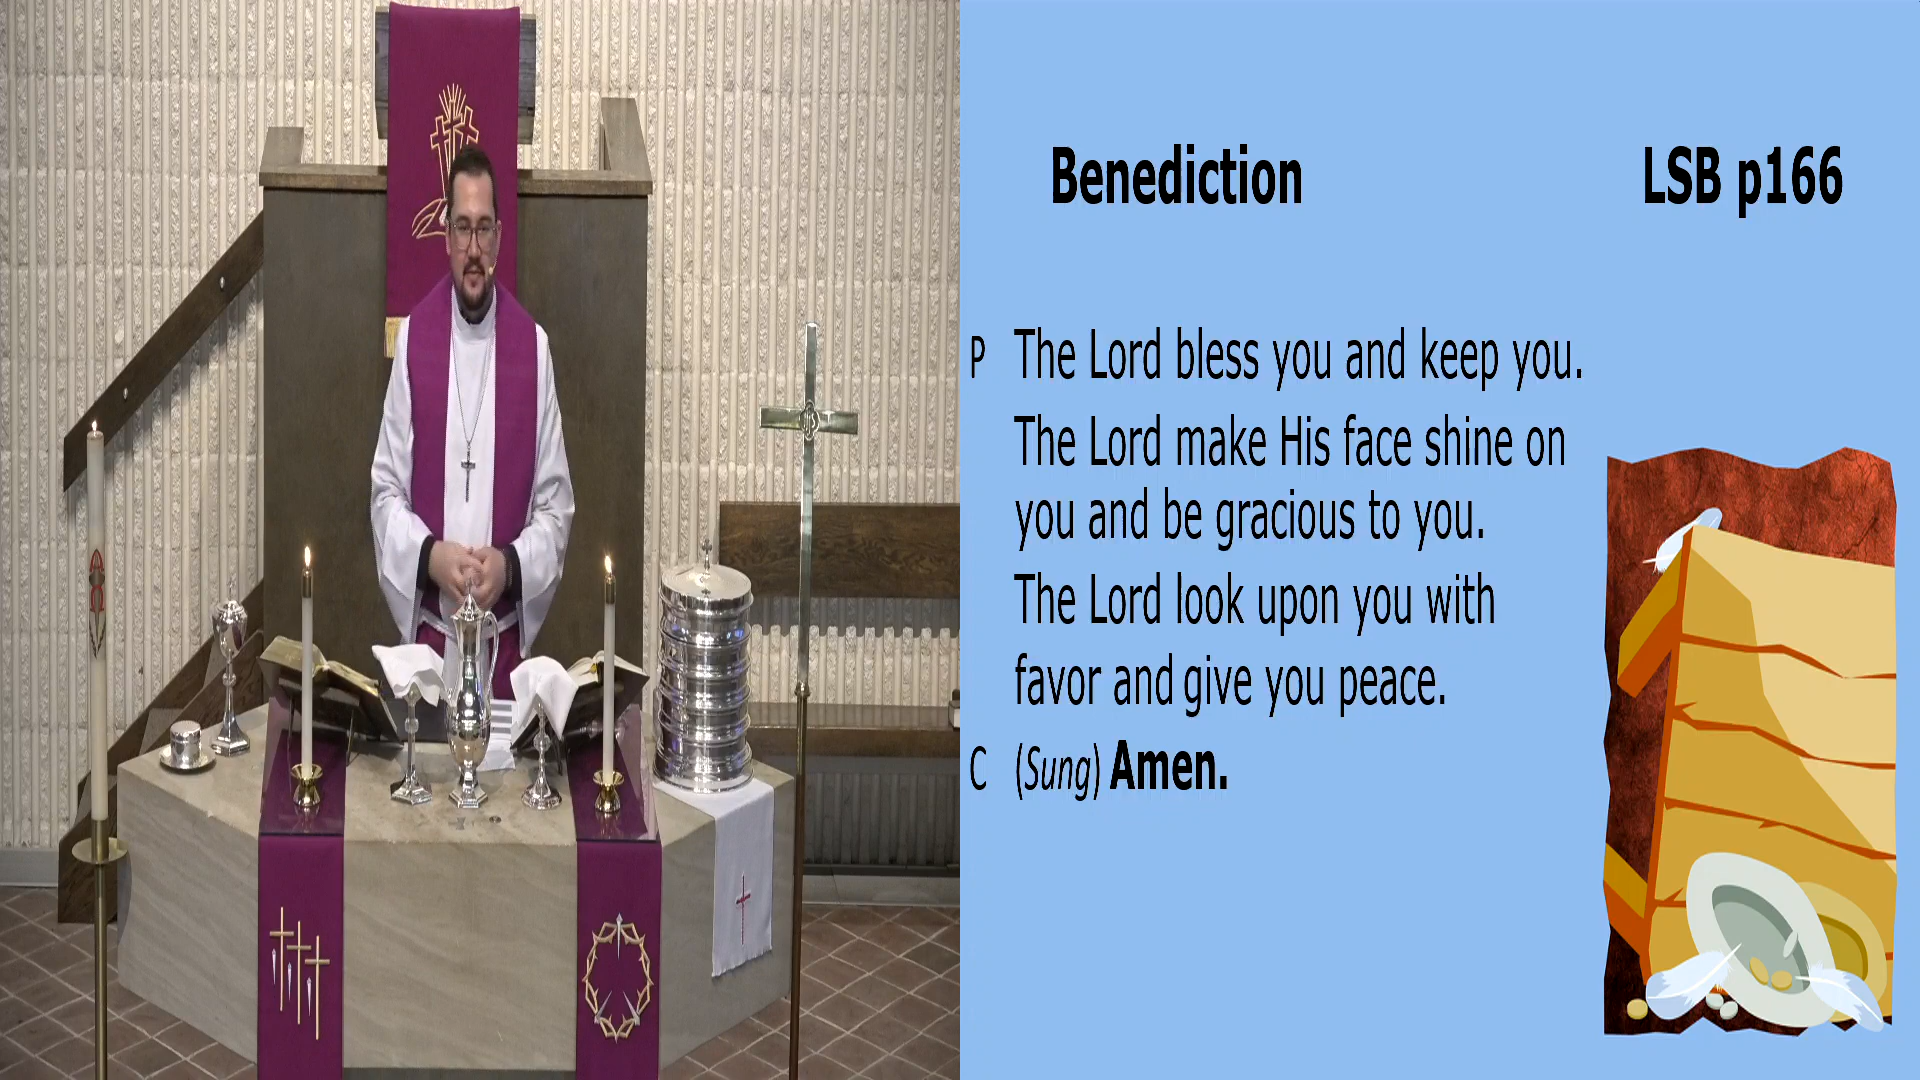 Benediction LSB p166
P The Lord bless you and keep you.
The Lord make His face shine on
you and be gracious to you.
The Lord look upon you with
favor and give you peace.
C (Sung) Amen.